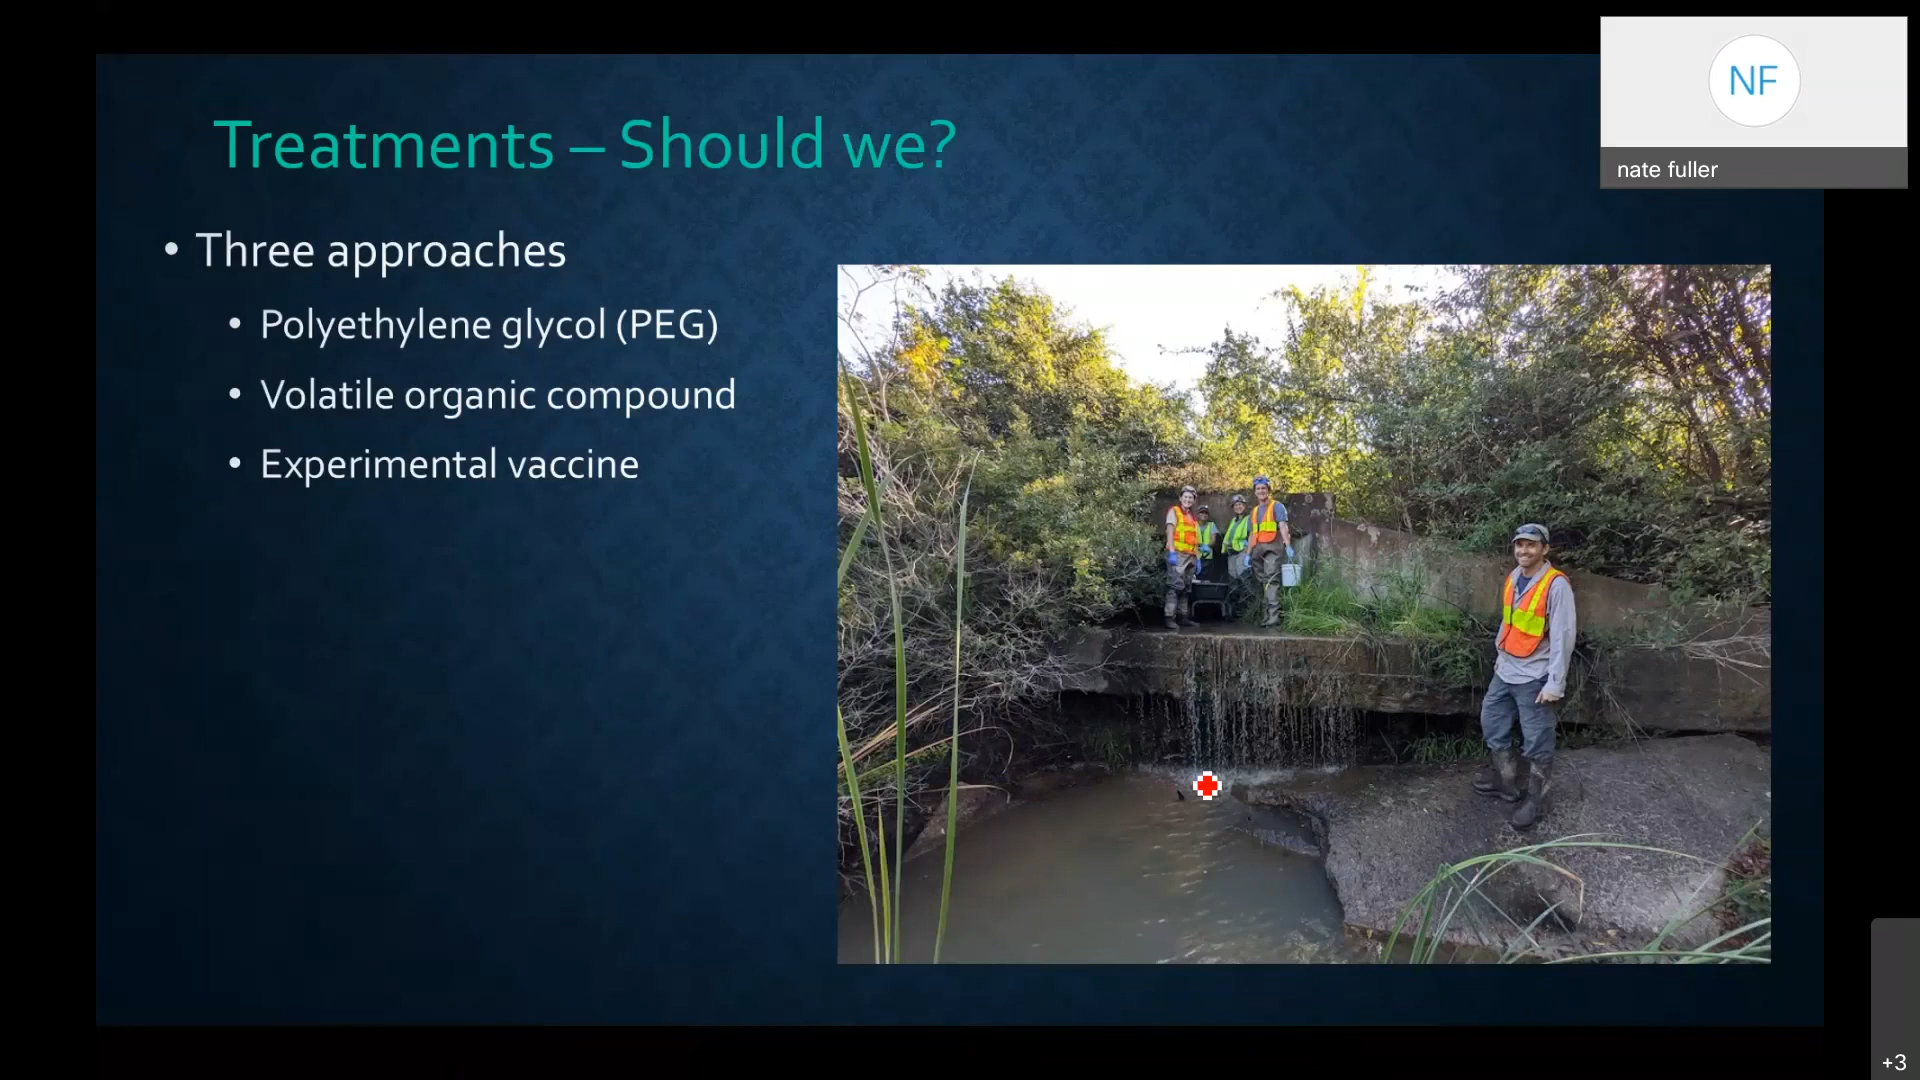 Treatments – Should we?
• Three approaches
• Polyethylene glycol (PEG)
• Volatile organic compound
• Experimental vaccine
NF
nate fuller
+3